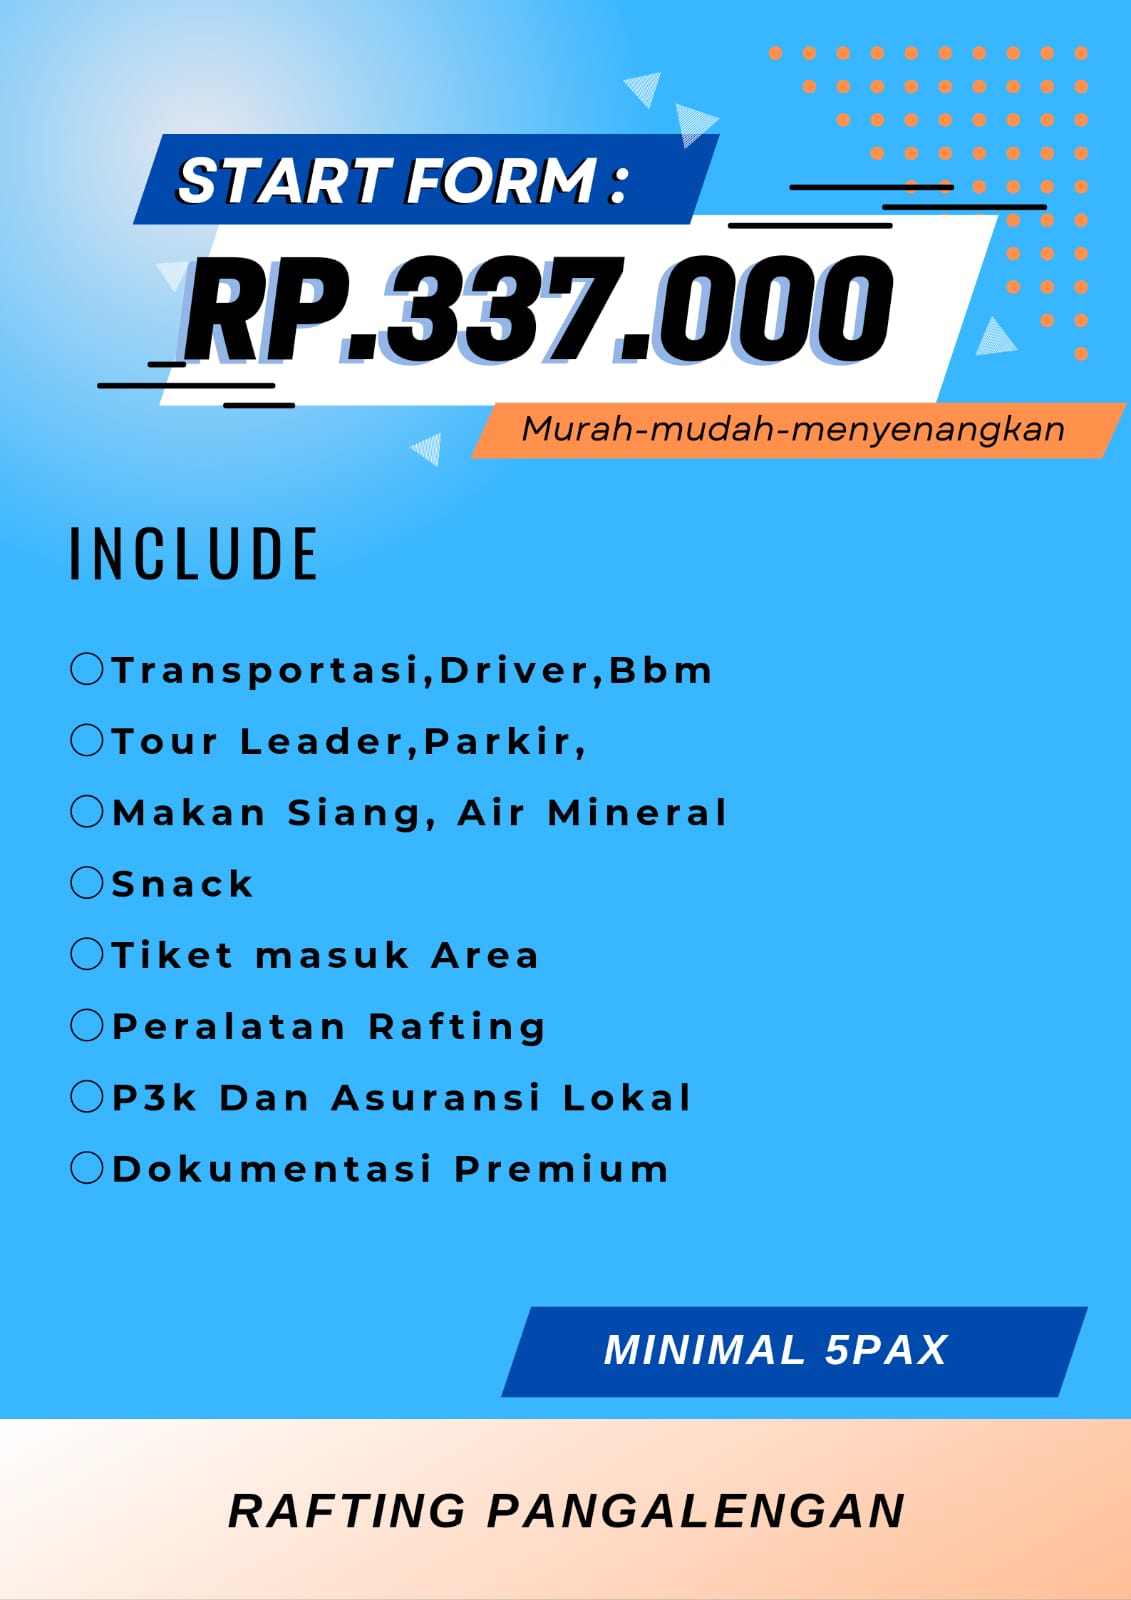 START FORM :
RP.337.000
Murah-mudah-menyenangkan
INCLUDE
Transportasi,Driver,Bbm
Tour Leader,Parkir,
Makan Siang, Air Mineral
Snack
Tiket masuk Area
Peralatan Rafting
P3k Dan Asuransi Lokal
Dokumentasi Premium
MINIMAL 5PAX
RAFTING PANGALENGAN